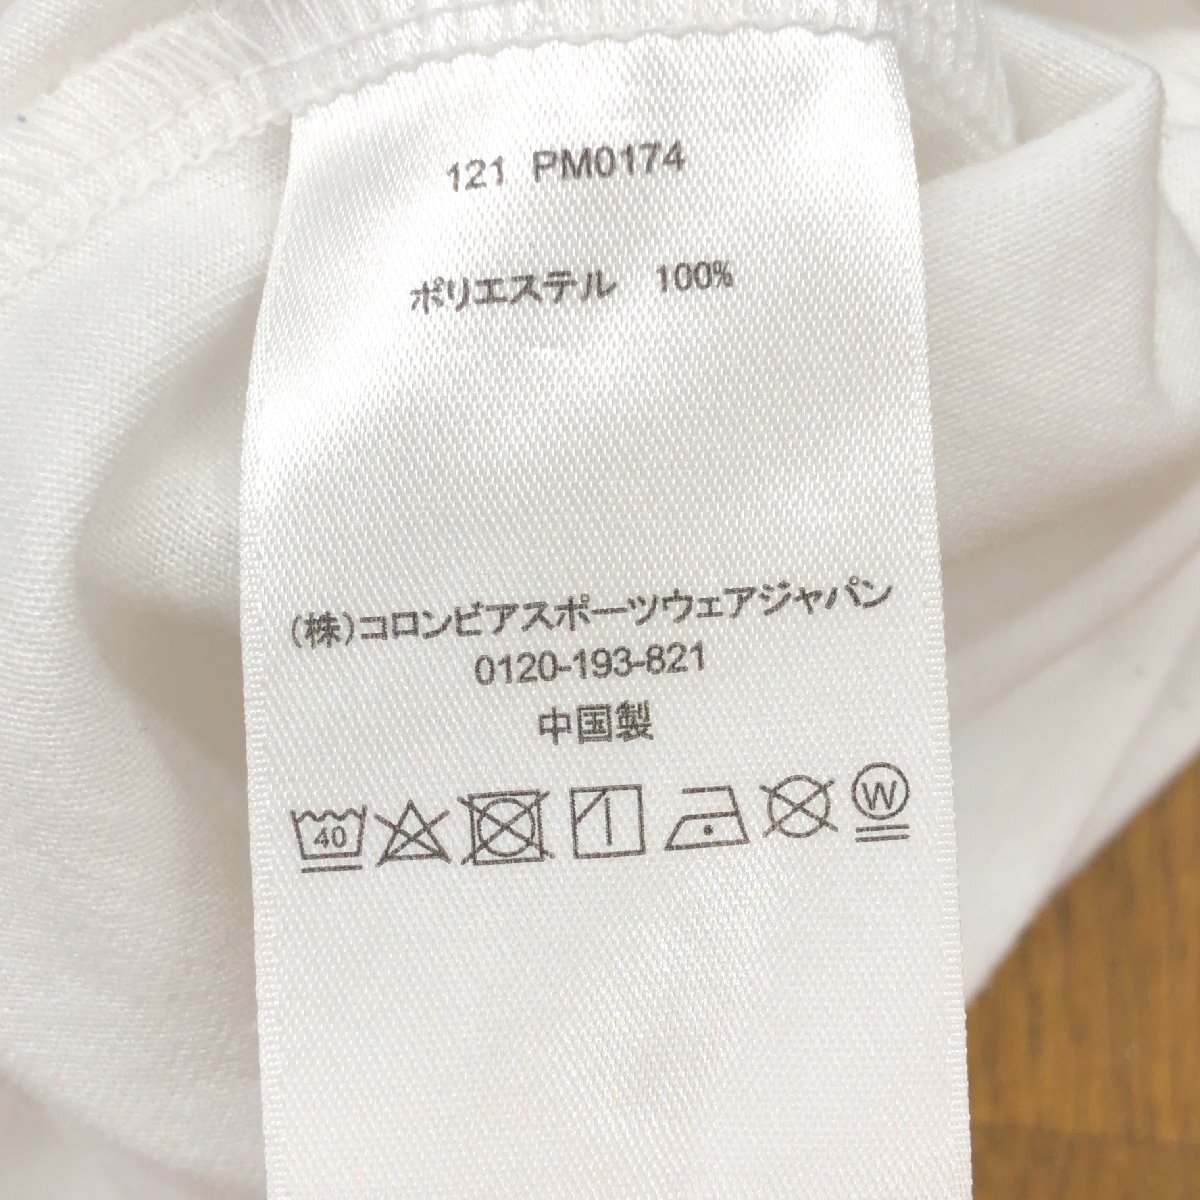 121 PM0174
ポリエステル 100%
(株)コロンビアスポーツウェアジャパン
0120-193-821
中国製
40 W